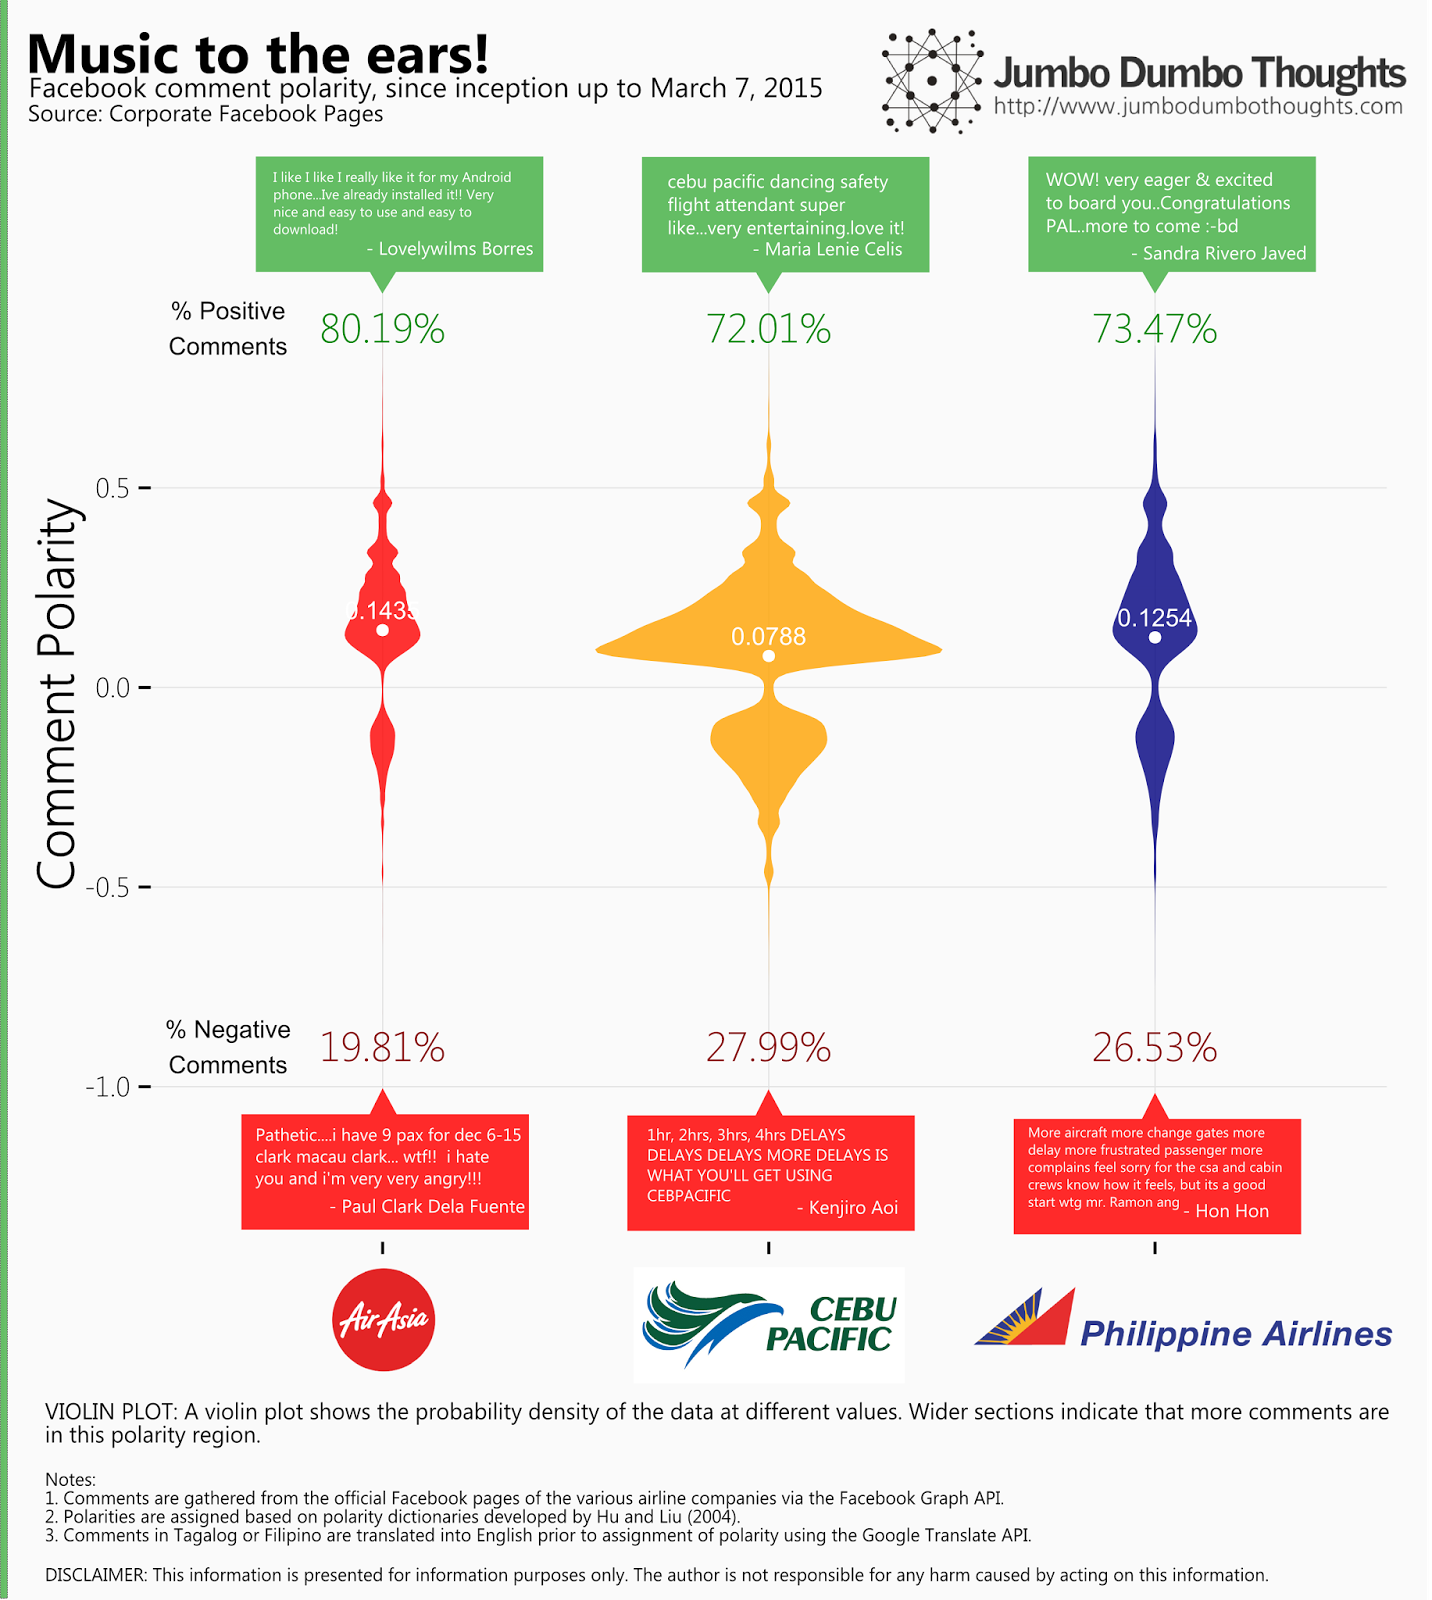 Music to the ears!
Facebook comment polarity, since inception up to March 7, 2015
Source: Corporate Facebook Pages
Jumbo Dumbo Thoughts
http://www.jumbodumbothoughts.com
I like I like I really like it for my Android
phone...Ive already installed it!! Very
nice and easy to use and easy to
download!
- Lovelywilms Borres
cebu pacific dancing safety
flight attendant super
like...very entertaining.love it!
- Maria Lenie Celis
WOW! very eager & excited
to board you..Congratulations
PAL..more to come :-bd
- Sandra Rivero Javed
% Positive
Comments
80.19%
72.01%
73.47%
Comment Polarity
0.5
0.0
-0.5
-1.0
0.1435
0.0788
0.1254
% Negative
Comments
19.81%
27.99%
26.53%
Pathetic....i have 9 pax for dec 6-15
clark macau clark... wtf!!  i hate
you and i'm very very angry!!!
- Paul Clark Dela Fuente
1hr, 2hrs, 3hrs, 4hrs DELAYS
DELAYS DELAYS MORE DELAYS IS
WHAT YOU'LL GET USING
CEBPACIFIC
- Kenjiro Aoi
More aircraft more change gates more
delay more frustrated passenger more
complains feel sorry for the csa and cabin
crews know how it feels, but its a good
start wtg mr. Ramon ang
- Hon Hon
AirAsia
CEBU
PACIFIC
Philippine Airlines
VIOLIN PLOT: A violin plot shows the probability density of the data at different values. Wider sections indicate that more comments are
in this polarity region.
Notes:
1. Comments are gathered from the official Facebook pages of the various airline companies via the Facebook Graph API.
2. Polarities are assigned based on polarity dictionaries developed by Hu and Liu (2004).
3. Comments in Tagalog or Filipino are translated into English prior to assignment of polarity using the Google Translate API.
DISCLAIMER: This information is presented for information purposes only. The author is not responsible for any harm caused by acting on this information.